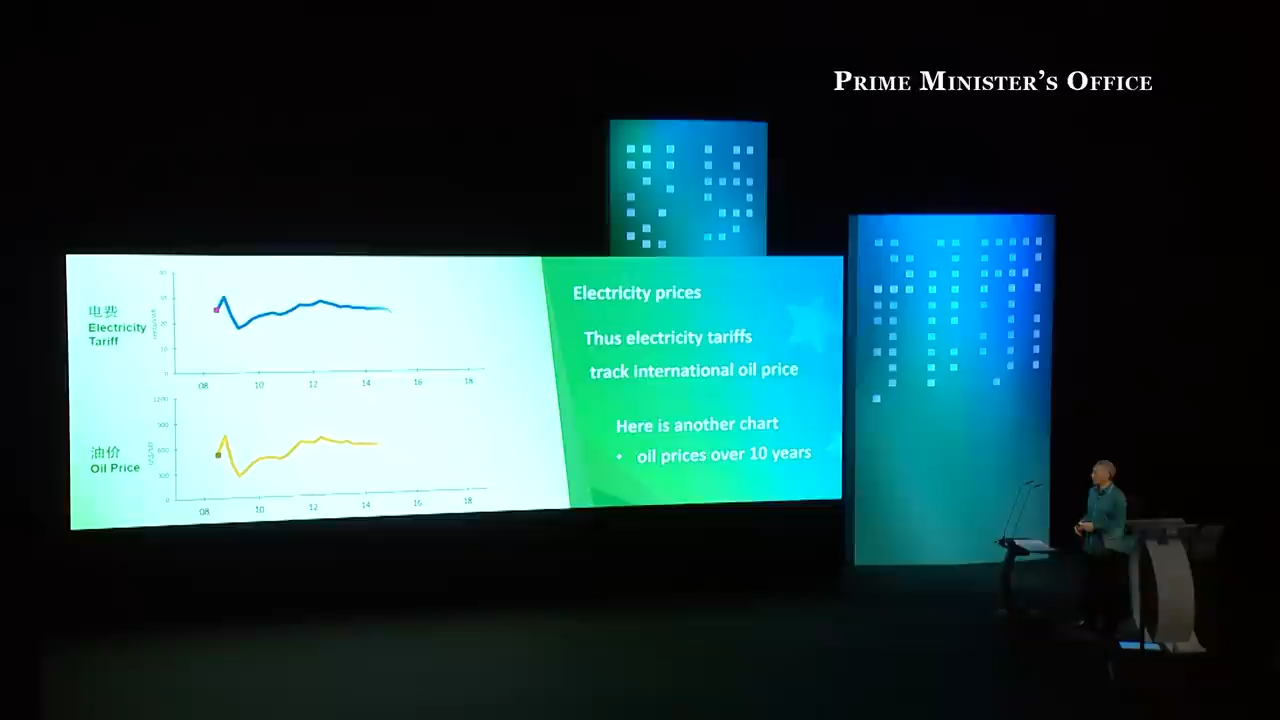 PRIME MINISTER'S OFFICE
电费
Electricity
Tariff
08 10 12 14 16 18
1200
油价
Oil Price
08 10 12 14 16 18
Electricity prices
Thus electricity tariffs
track international oil price
Here is another chart
• oil prices over 10 years